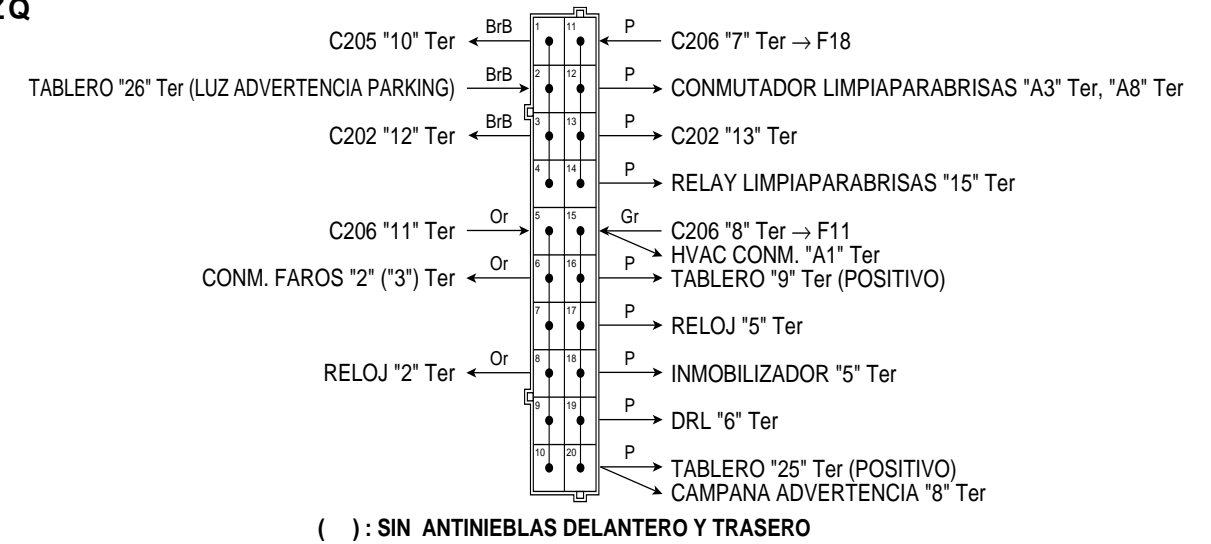 C205 "10" Ter BrB 1 11 P C206 "7" Ter → F18
TABLERO "26" Ter (LUZ ADVERTENCIA PARKING) BrB 2 12 P CONMUTADOR LIMPIAPARABRISAS "A3" Ter, "A8" Ter
C202 "12" Ter BrB 3 13 P C202 "13" Ter
4 14 P RELAY LIMPIAPARABRISAS "15" Ter
C206 "11" Ter Or 5 15 Gr C206 "8" Ter → F11
HVAC CONM. "A1" Ter
CONM. FAROS "2" ("3") Ter Or 6 16 P TABLERO "9" Ter (POSITIVO)
7 17 P RELOJ "5" Ter
RELOJ "2" Ter Or 8 18 P INMOBILIZADOR "5" Ter
9 19 P DRL "6" Ter
10 20 P TABLERO "25" Ter (POSITIVO)
CAMPANA ADVERTENCIA "8" Ter
( ) : SIN ANTINIEBLAS DELANTERO Y TRASERO